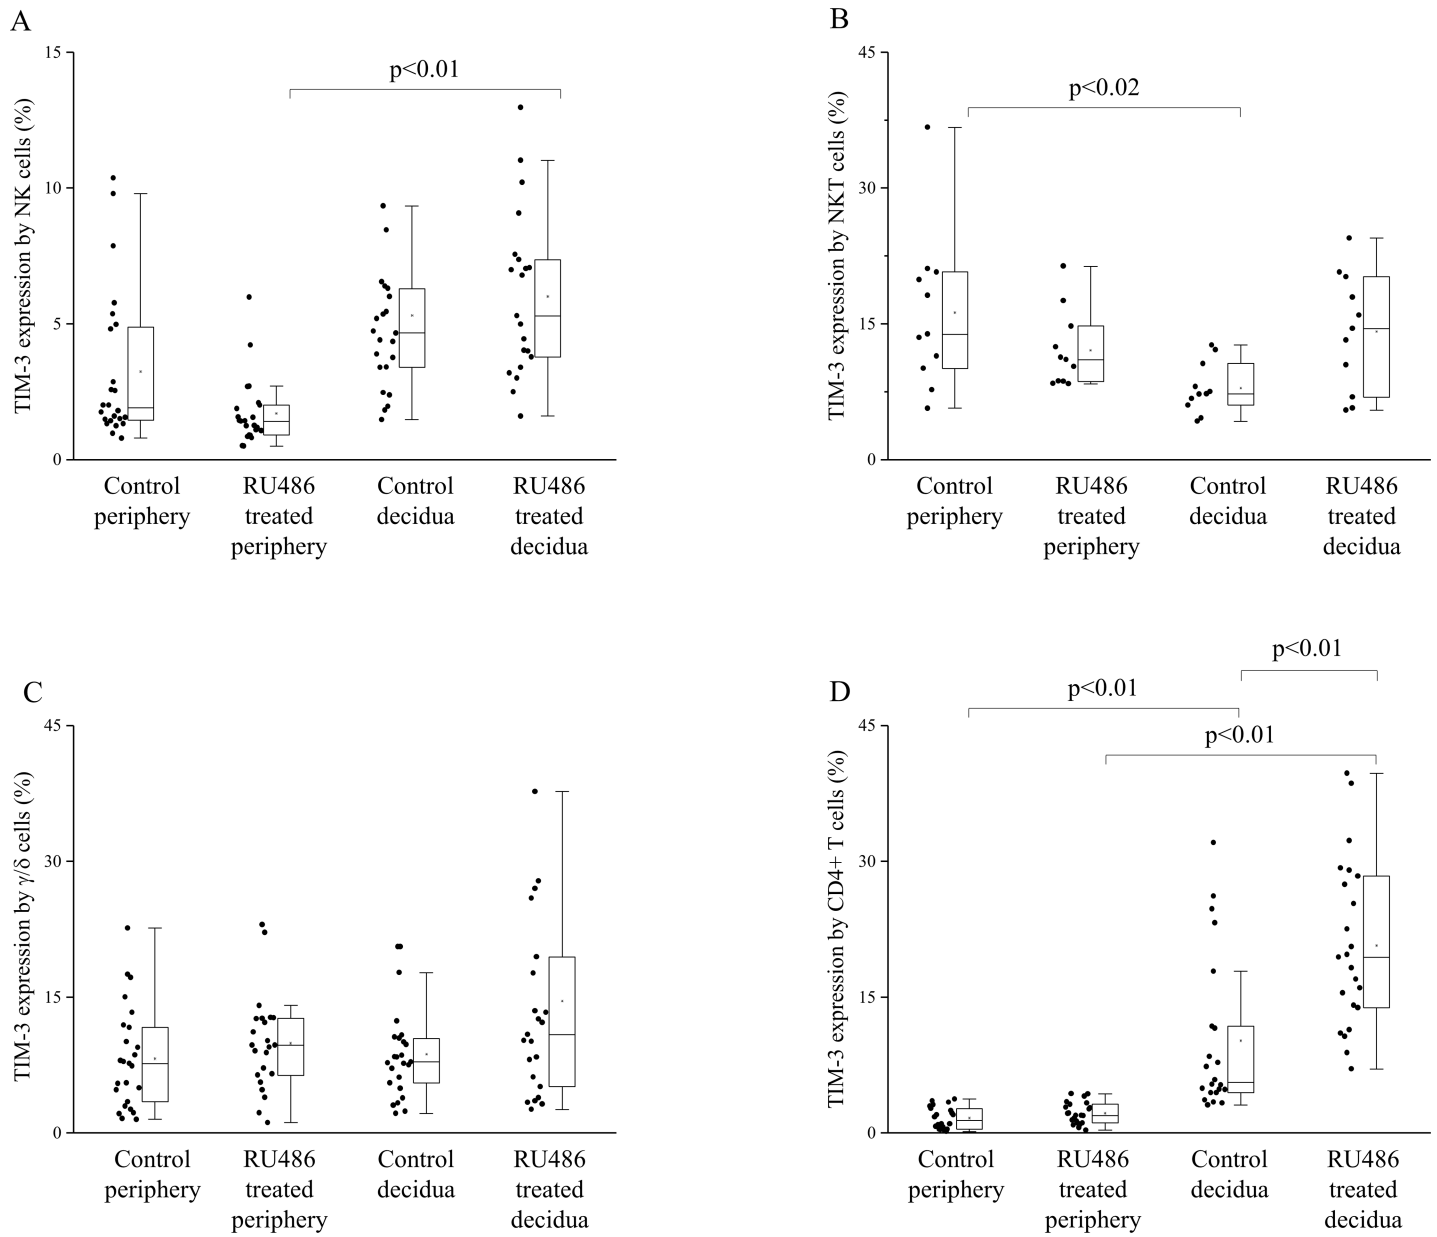 A
TIM-3 expression by NK cells (%)
15
10
5
0
p<0.01
Control
periphery
RU486
treated
periphery
Control
decidua
RU486
treated
decidua
B
TIM-3 expression by NKT cells (%)
45
30
15
0
p<0.02
Control
periphery
RU486
treated
periphery
Control
decidua
RU486
treated
decidua
C
TIM-3 expression by γ/δ cells (%)
45
30
15
0
Control
periphery
RU486
treated
periphery
Control
decidua
RU486
treated
decidua
D
TIM-3 expression by CD4+ T cells (%)
45
30
15
0
p<0.01
p<0.01
p<0.01
Control
periphery
RU486
treated
periphery
Control
decidua
RU486
treated
decidua